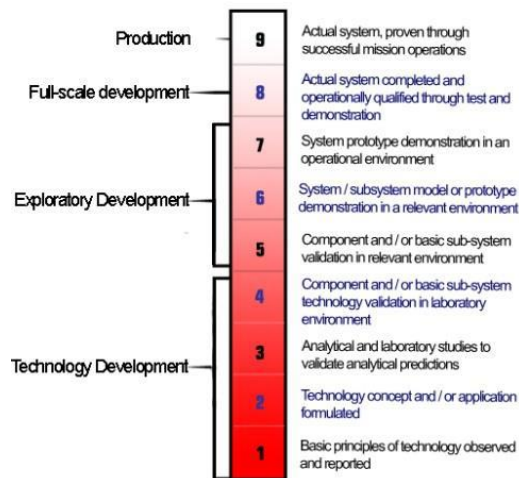 Production
9
Actual system, proven through
successful mission operations
Full-scale development
8
Actual system completed and
operationally qualified through test and
demonstration
7
System prototype demonstration in an
operational environment
Exploratory Development
6
System / subsystem model or prototype
demonstration in a relevant environment
5
Component and / or basic sub-system
validation in relevant environment
4
Component and / or basic sub-system
technology validation in laboratory
environment
Technology Development
3
Analytical and laboratory studies to
validate analytical predictions
2
Technology concept and / or application
formulated
1
Basic principles of technology observed
and reported